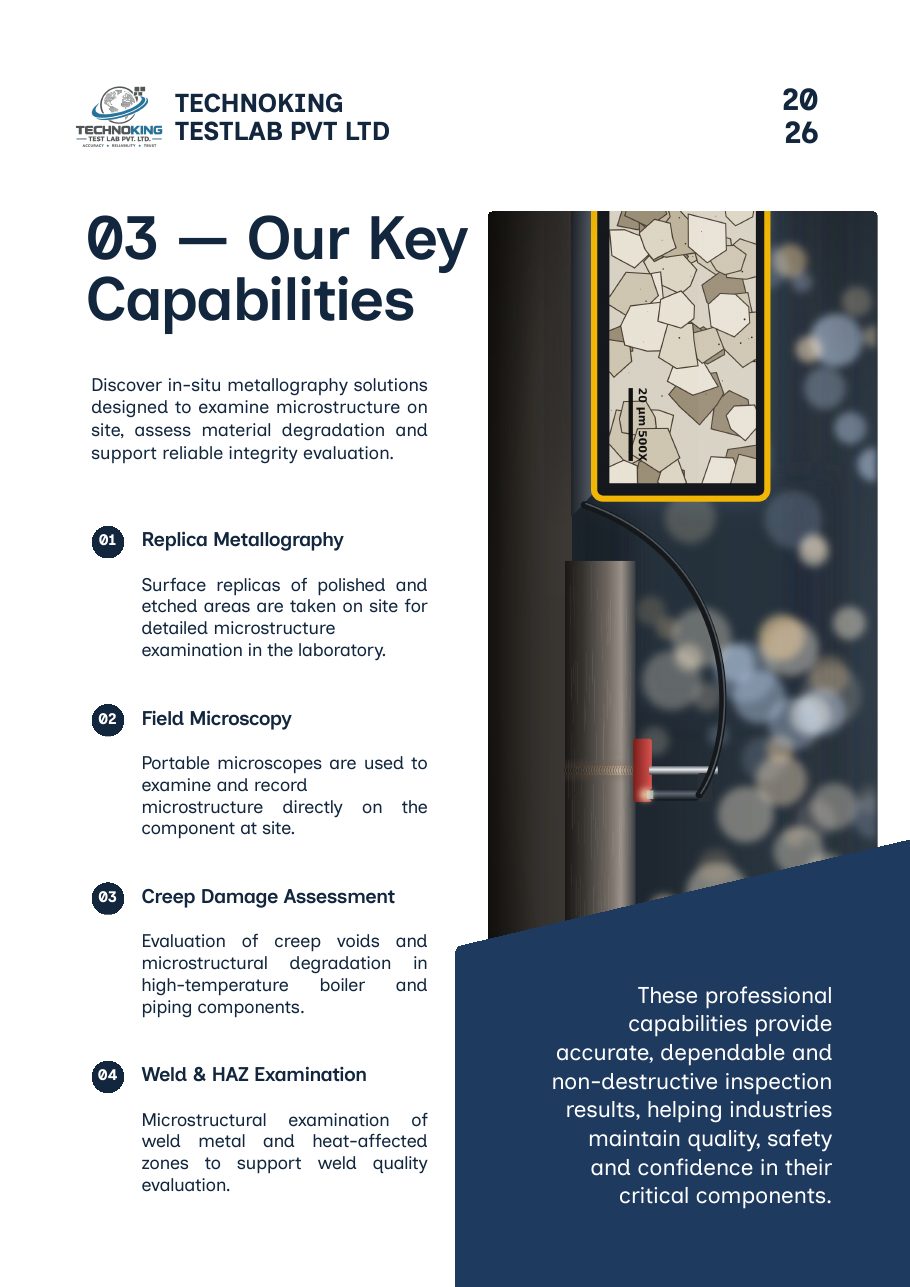 TECHNOKING
TEST LAB PVT. LTD.
ACCURACY • RELIABILITY • TRUST
TECHNOKING
TESTLAB PVT LTD
20
26
03 — Our Key
Capabilities
Discover in-situ metallography solutions
designed to examine microstructure on
site, assess material degradation and
support reliable integrity evaluation.
01 Replica Metallography
Surface replicas of polished and
etched areas are taken on site for
detailed microstructure
examination in the laboratory.
02 Field Microscopy
Portable microscopes are used to
examine and record
microstructure directly on the
component at site.
03 Creep Damage Assessment
Evaluation of creep voids and
microstructural degradation in
high-temperature boiler and
piping components.
04 Weld & HAZ Examination
Microstructural examination of
weld metal and heat-affected
zones to support weld quality
evaluation.
20 µm 500X
These professional
capabilities provide
accurate, dependable and
non-destructive inspection
results, helping industries
maintain quality, safety
and confidence in their
critical components.